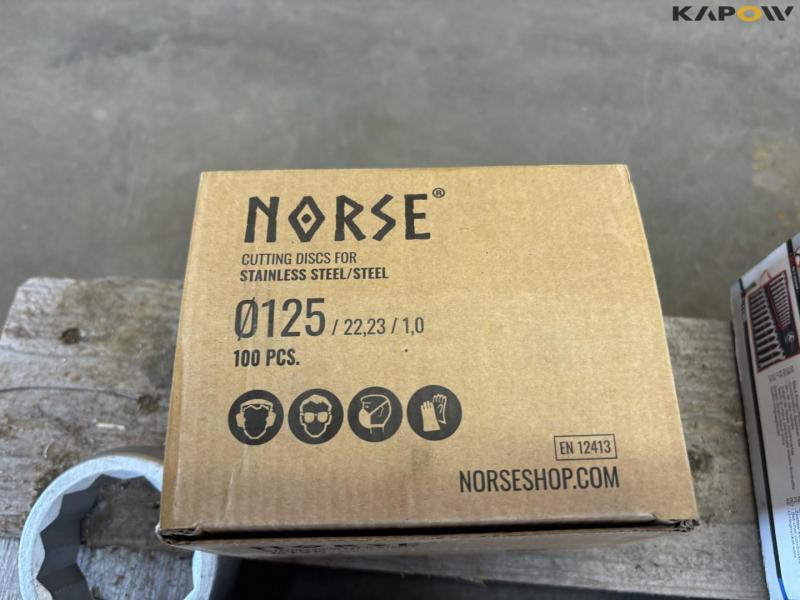 KAPOW
NORSE®
CUTTING DISCS FOR
STAINLESS STEEL/STEEL
Ø125 / 22,23 / 1,0
100 PCS.
EN 12413
NORSESHOP.COM